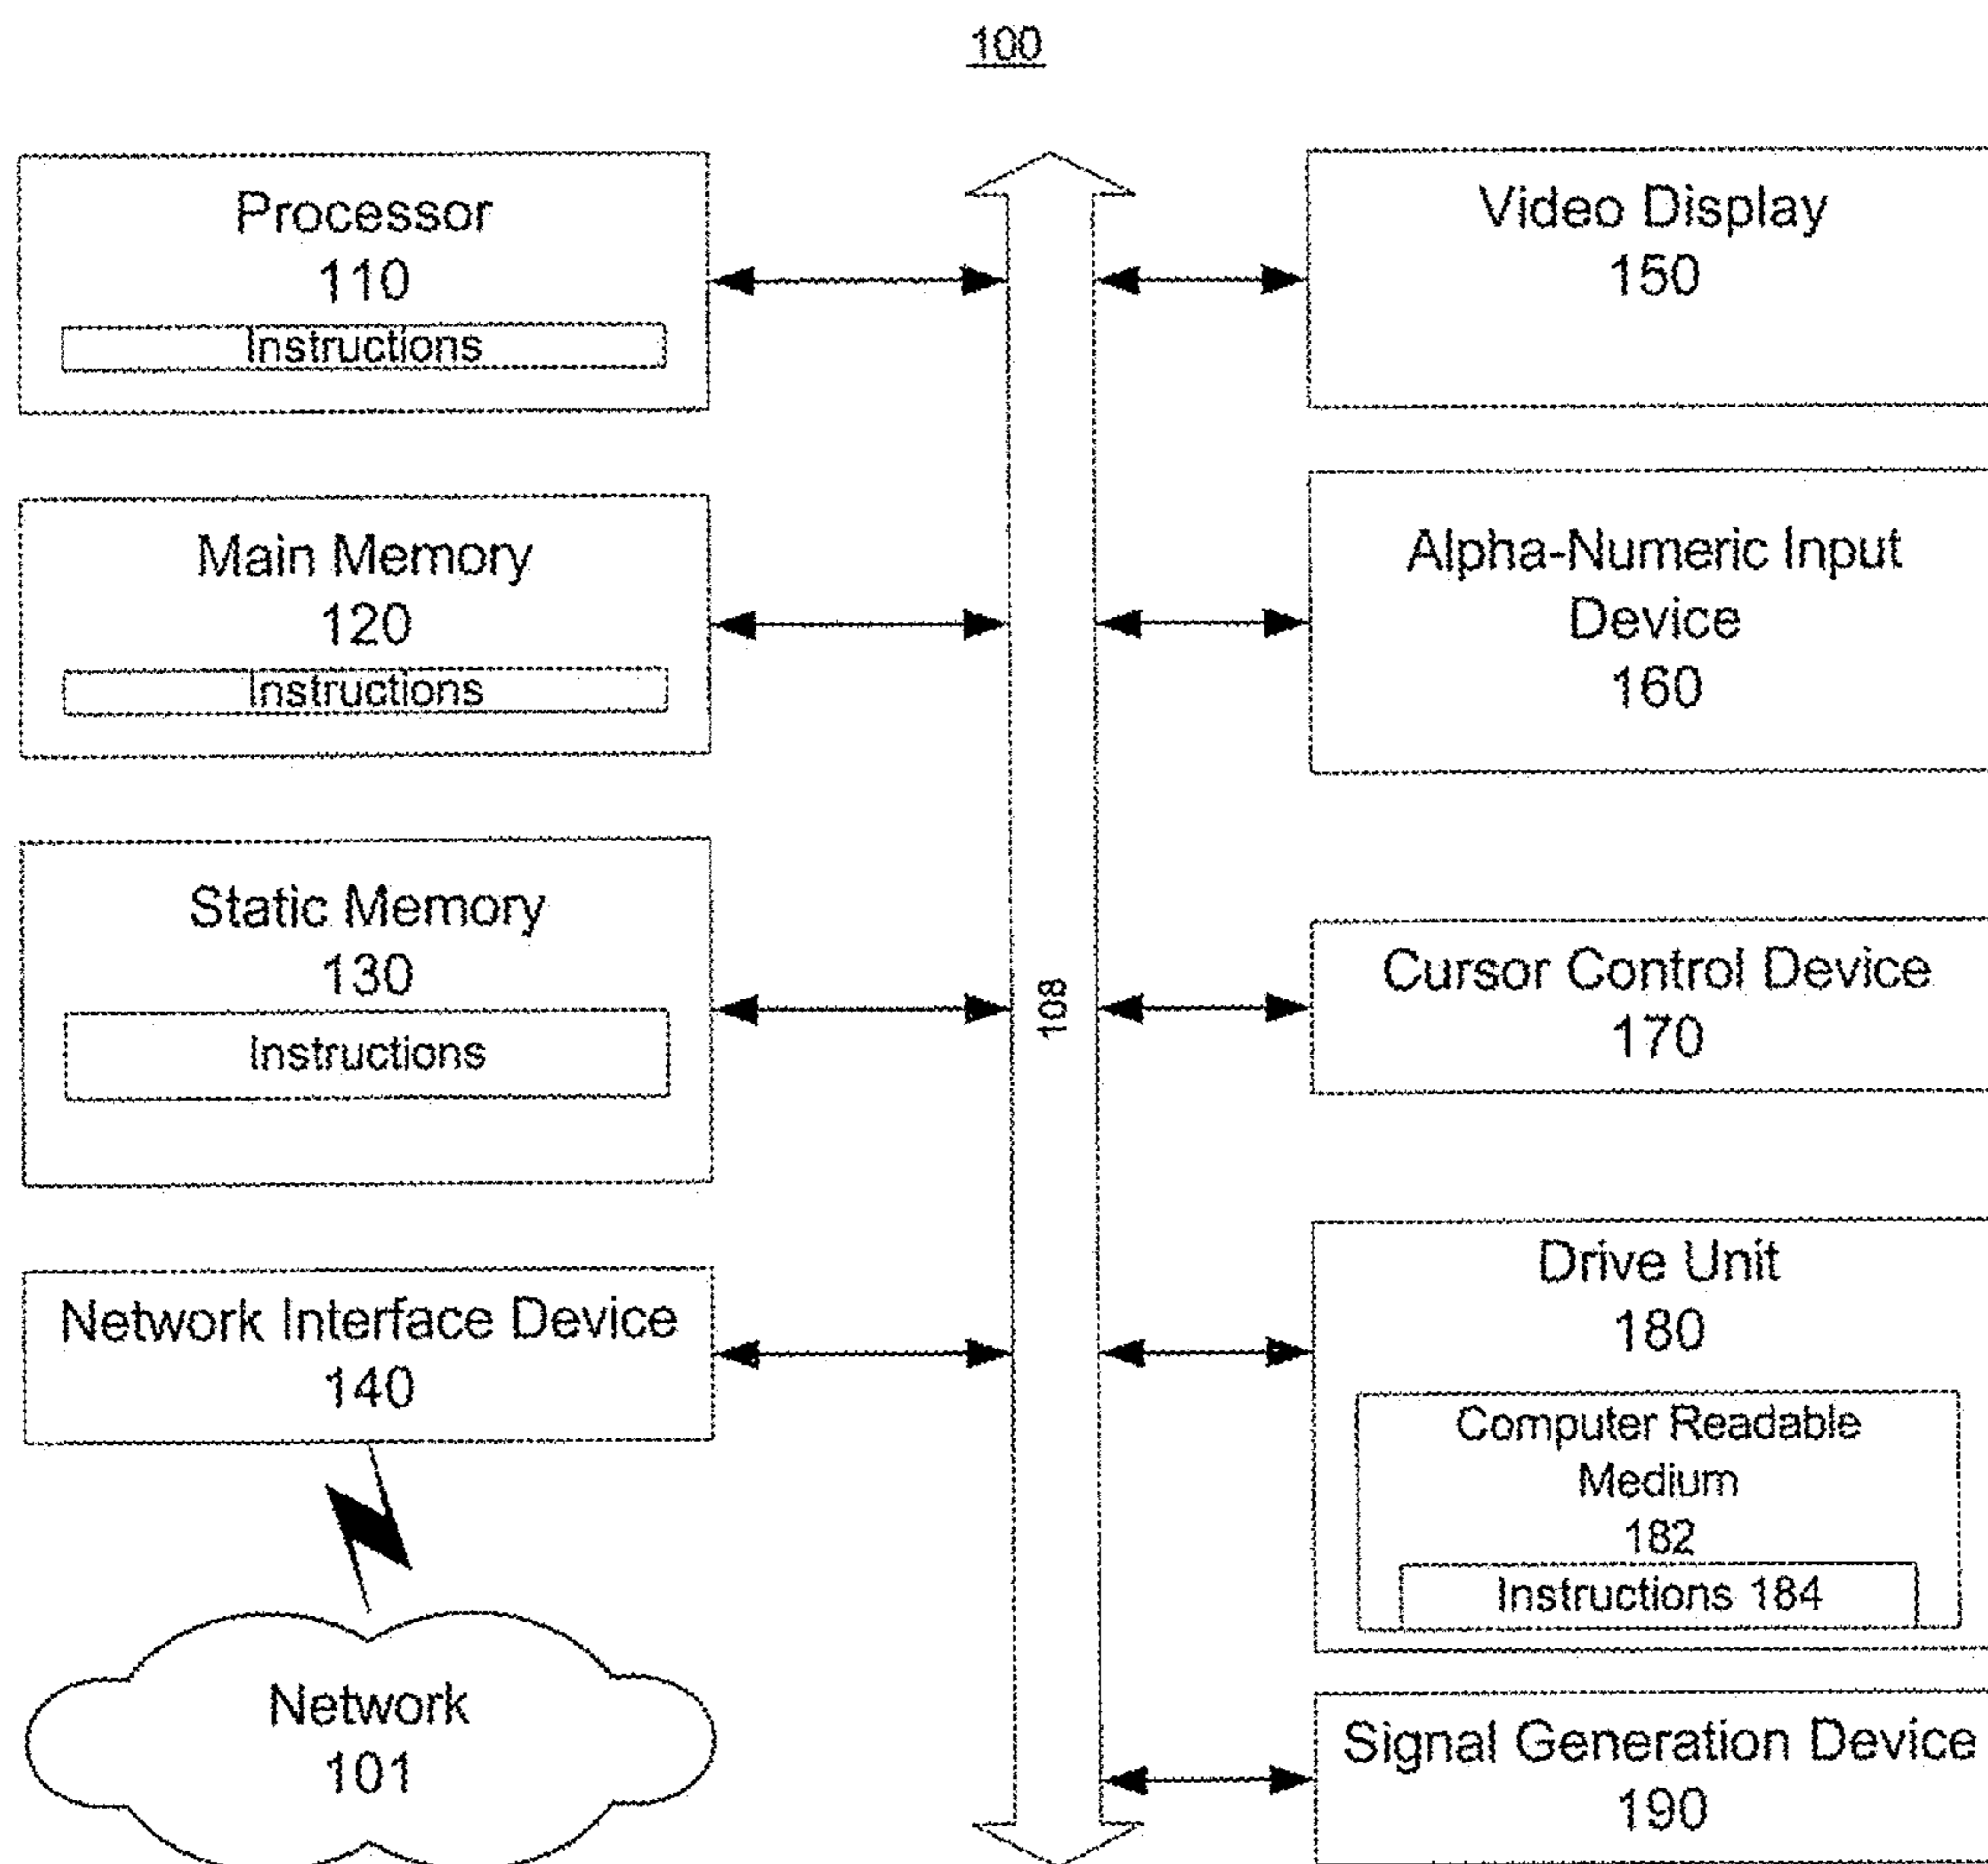 100
Processor
110
Instructions
Main Memory
120
Instructions
Static Memory
130
Instructions
Network Interface Device
140
Network
101
108
Video Display
150
Alpha-Numeric Input
Device
160
Cursor Control Device
170
Drive Unit
180
Computer Readable
Medium
182
Instructions 184
Signal Generation Device
190